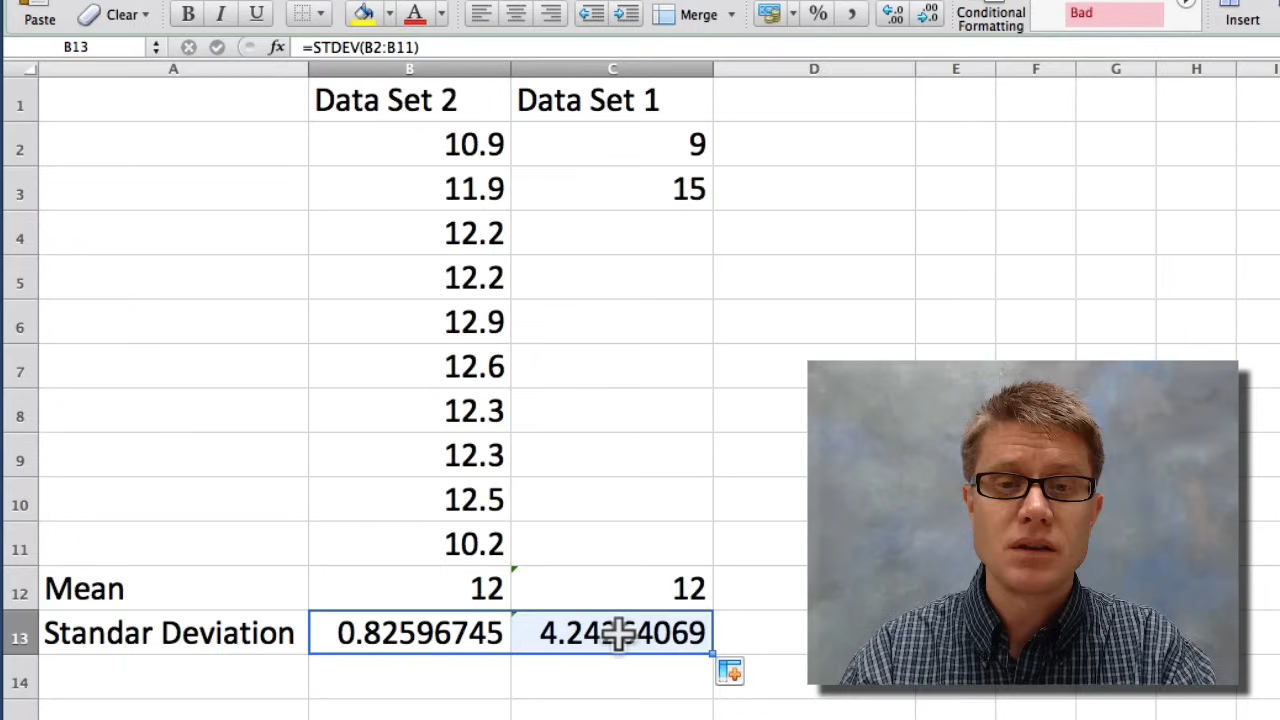 Paste
Clear
B I U
A
Merge
%
Conditional
Formatting
Bad
Insert
B13
fx =STDEV(B2:B11)
A B C D E F G H I
1 Data Set 2 Data Set 1
2 10.9 9
3 11.9 15
4 12.2
5 12.2
6 12.9
7 12.6
8 12.3
9 12.3
10 12.5
11 10.2
12 Mean 12 12
13 Standar Deviation 0.82596745
14